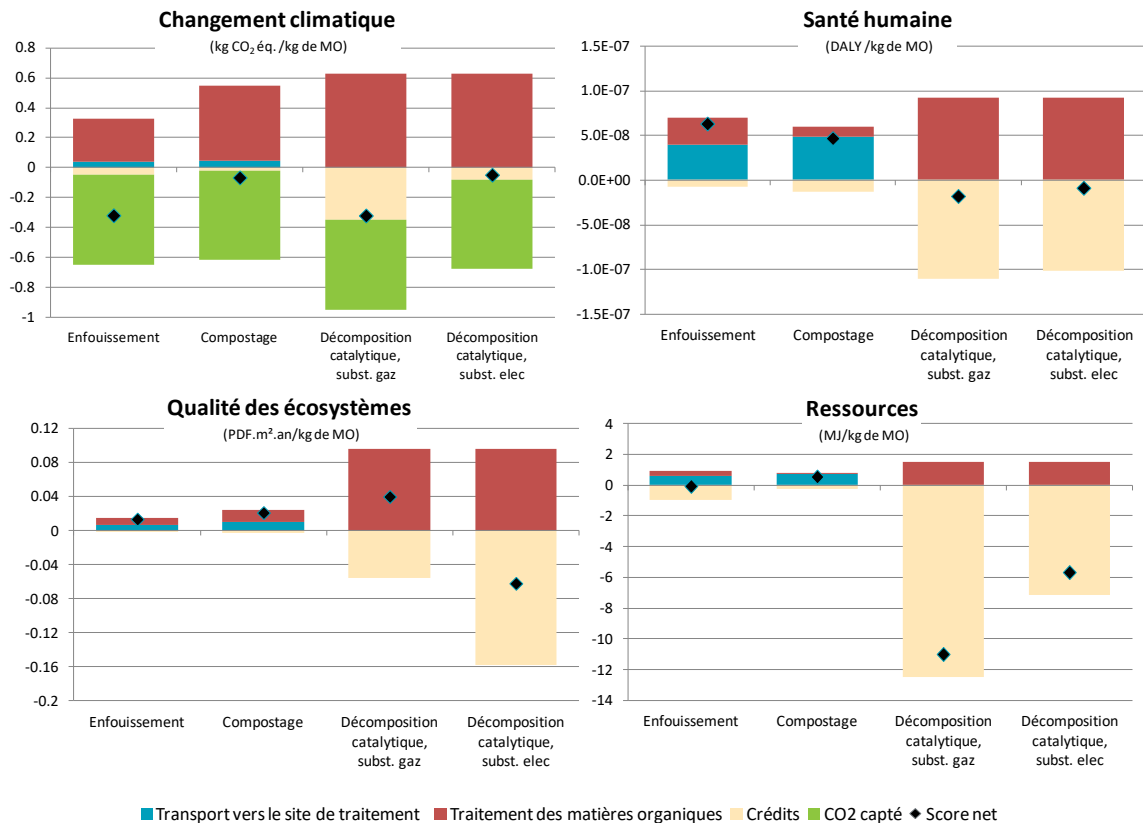 Changement climatique
(kg CO₂ éq. /kg de MO)
0.8
0.6
0.4
0.2
0
-0.2
-0.4
-0.6
-0.8
-1
Enfouissement
Compostage
Décomposition
catalytique,
subst. gaz
Décomposition
catalytique,
subst. elec
Santé humaine
(DALY /kg de MO)
1.5E-07
1.0E-07
5.0E-08
0.0E+00
-5.0E-08
-1.0E-07
-1.5E-07
Enfouissement
Compostage
Décomposition
catalytique,
subst. gaz
Décomposition
catalytique,
subst. elec
Qualité des écosystèmes
(PDF.m².an/kg de MO)
0.12
0.08
0.04
0
-0.04
-0.08
-0.12
-0.16
-0.2
Enfouissement
Compostage
Décomposition
catalytique,
subst. gaz
Décomposition
catalytique,
subst. elec
Ressources
(MJ/kg de MO)
4
2
0
-2
-4
-6
-8
-10
-12
-14
Enfouissement
Compostage
Décomposition
catalytique,
subst. gaz
Décomposition
catalytique,
subst. elec
Transport vers le site de traitement Traitement des matières organiques Crédits CO2 capté Score net